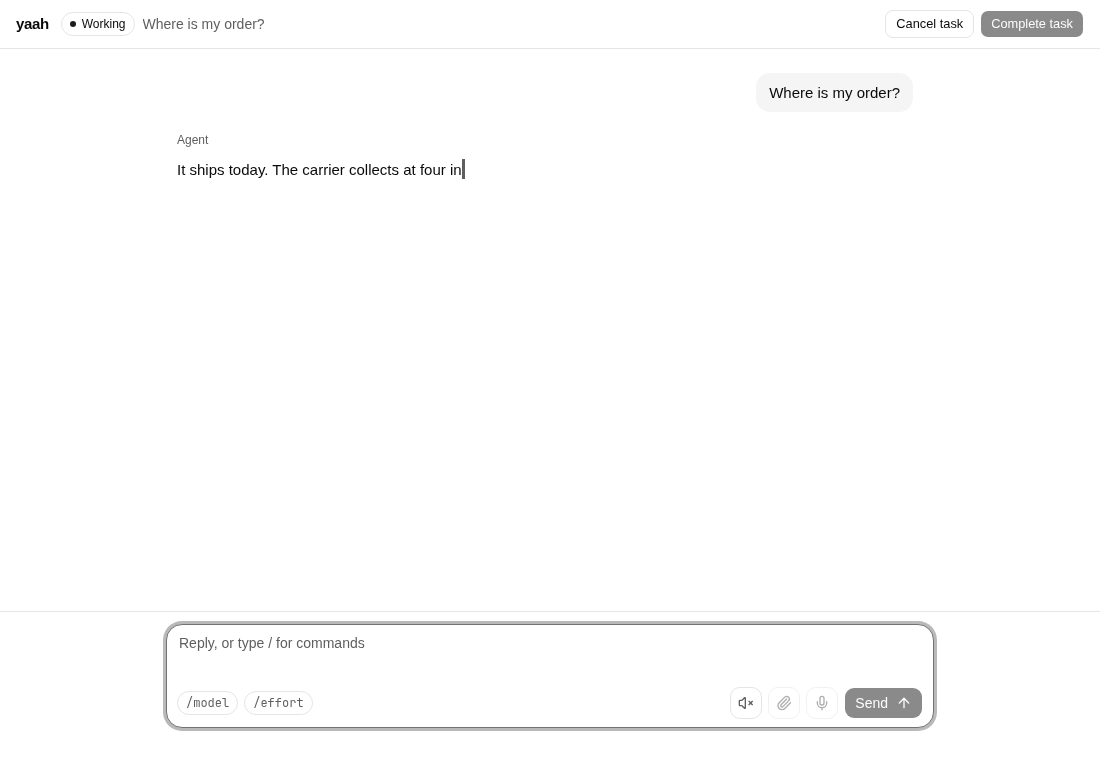 yaah
Working
Where is my order?
Cancel task
Complete task
Where is my order?
Agent
It ships today. The carrier collects at four in
Reply, or type / for commands
/model
/effort
Send